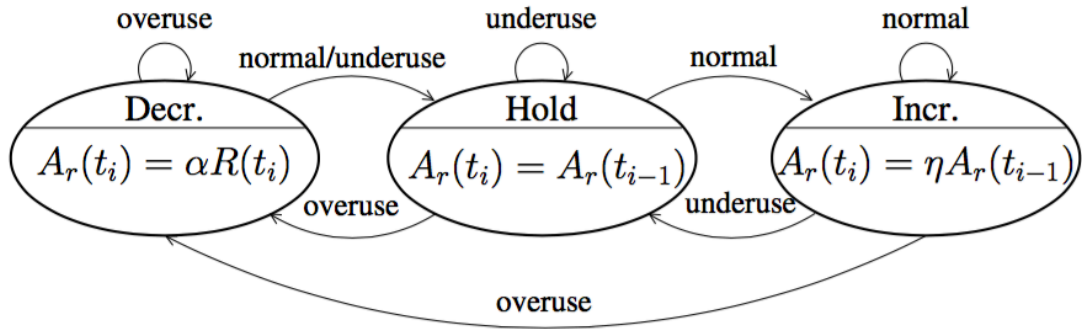 overuse
underuse
normal
normal/underuse
normal
Decr.
Hold
Incr.
A_r(t_i) = αR(t_i)
A_r(t_i) = A_r(t_{i−1})
A_r(t_i) = ηA_r(t_{i−1})
overuse
underuse
overuse